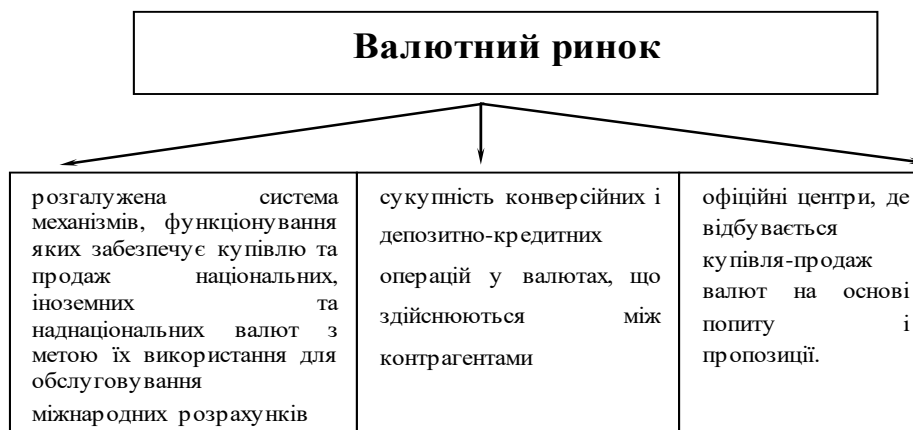 Валютний ринок
розгалужена система
механізмів, функціонування
яких забезпечує купівлю та
продаж національних,
іноземних та
наднаціональних валют з
метою їх використання для
обслуговування
міжнародних розрахунків
сукупність конверсійних і
депозитно-кредитних
операцій у валютах, що
здійснюються між
контрагентами
офіційні центри, де
відбувається
купівля-продаж
валют на основі
попиту і
пропозиції.